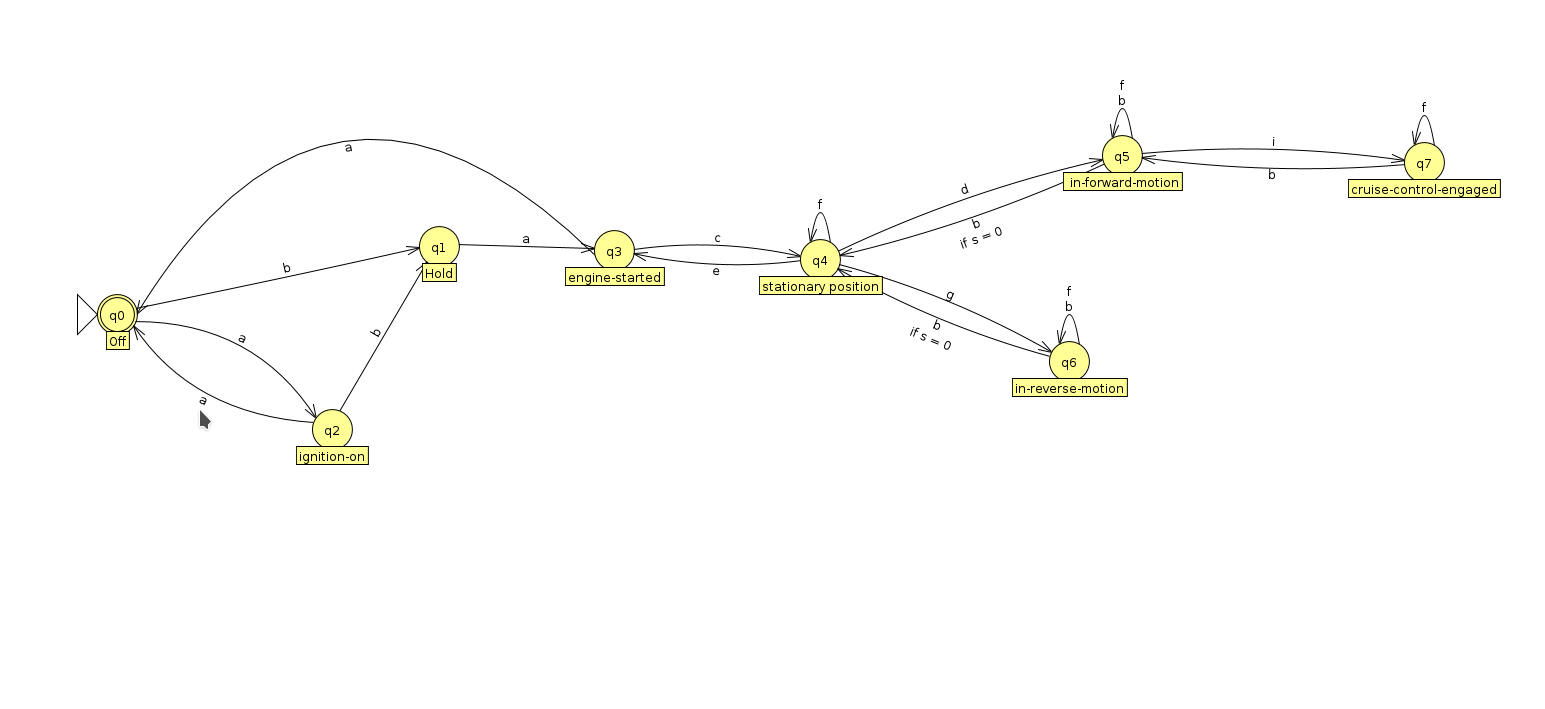 f
b
q5
in-forward-motion
i
b
f
q7
cruise-control-engaged
a
b
q1
Hold
a
q3
engine-started
c
e
f
q4
stationary position
d
b
if s = 0
g
b
if s = 0
f
b
q6
in-reverse-motion
q0
Off
a
a
b
q2
ignition-on